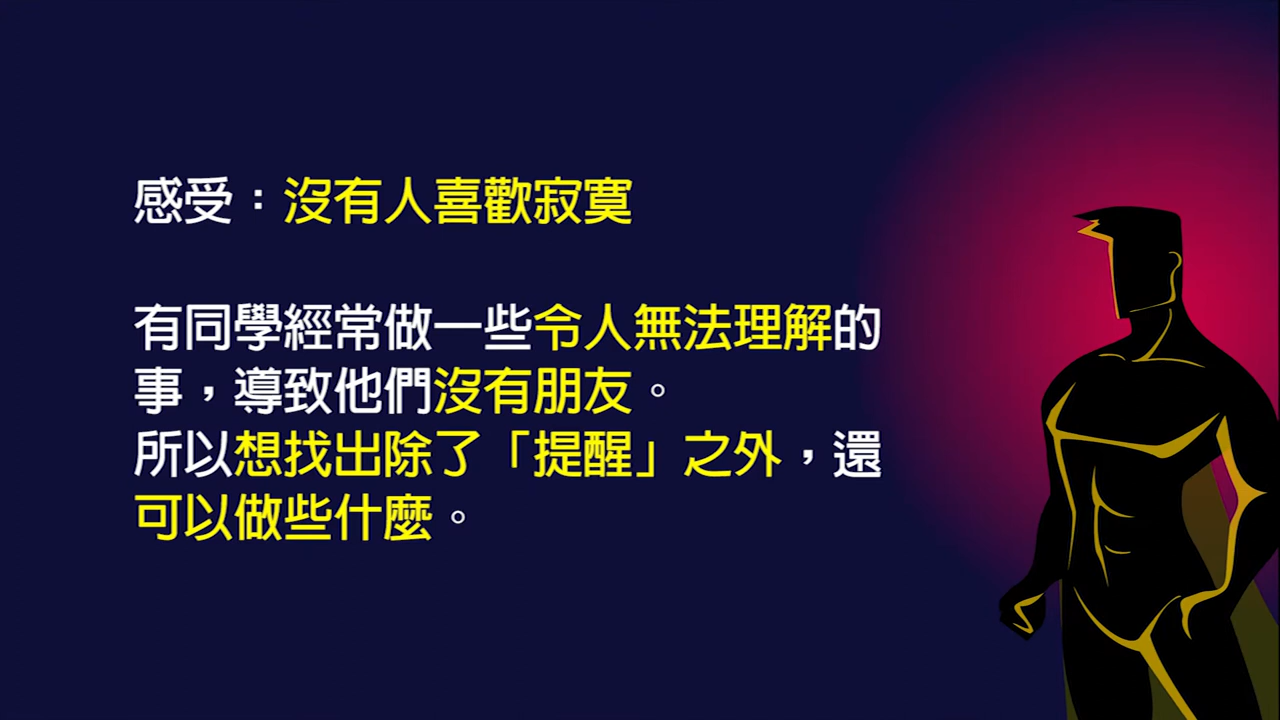 感受：沒有人喜歡寂寞
有同學經常做一些令人無法理解的
事，導致他們沒有朋友。
所以想找出除了「提醒」之外，還
可以做些什麼。